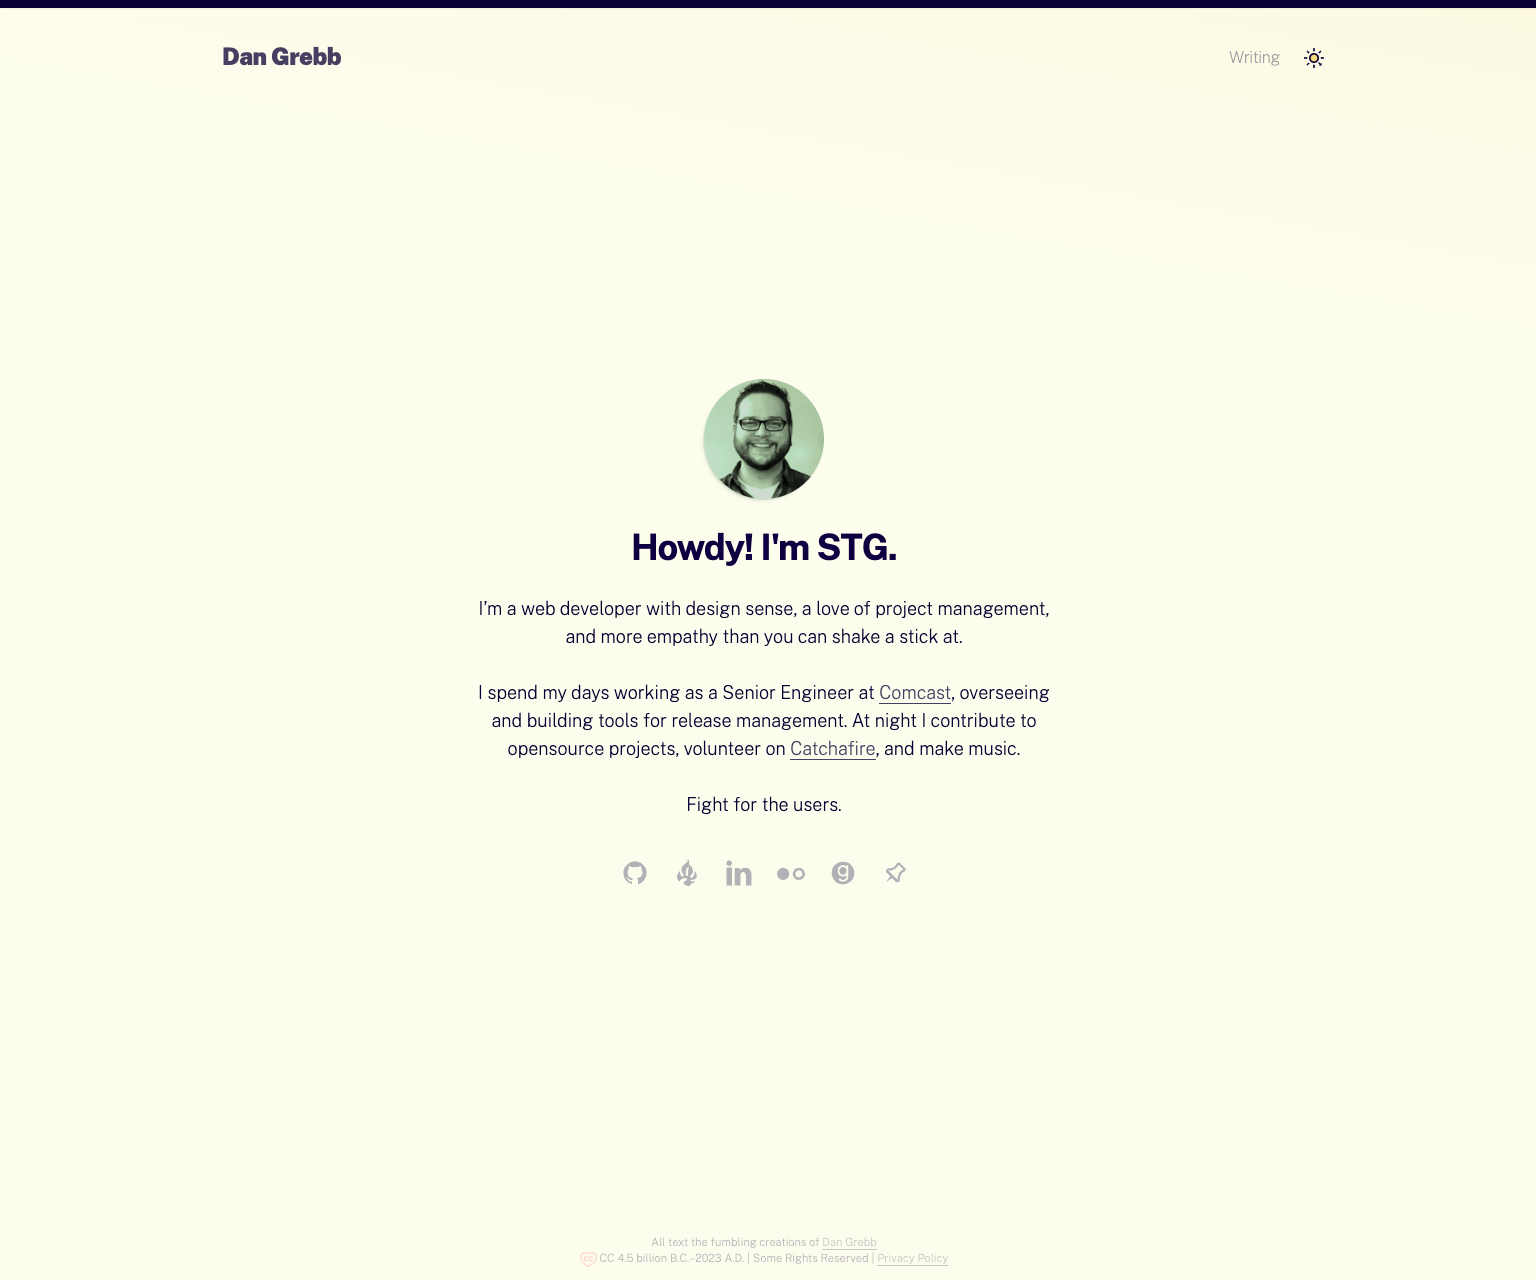 Dan Grebb
Writing
Howdy! I'm STG.
I’m a web developer with design sense, a love of project management,
and more empathy than you can shake a stick at.
I spend my days working as a Senior Engineer at Comcast, overseeing
and building tools for release management. At night I contribute to
opensource projects, volunteer on Catchafire, and make music.
Fight for the users.
All text the fumbling creations of Dan Grebb
CC 4.5 billion B.C.–2023 A.D. | Some Rights Reserved | Privacy Policy